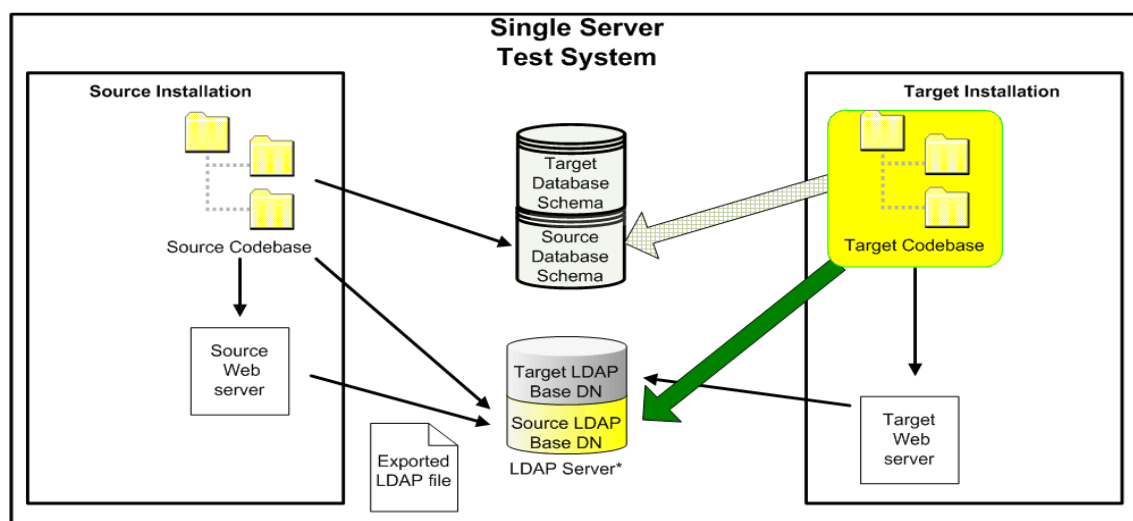 Single Server
Test System
Source Installation
Target Installation
Source Codebase
Target
Database
Schema
Source
Database
Schema
Target Codebase
Source
Web
server
Target LDAP
Base DN
Source LDAP
Base DN
LDAP Server*
Exported
LDAP file
Target
Web
server